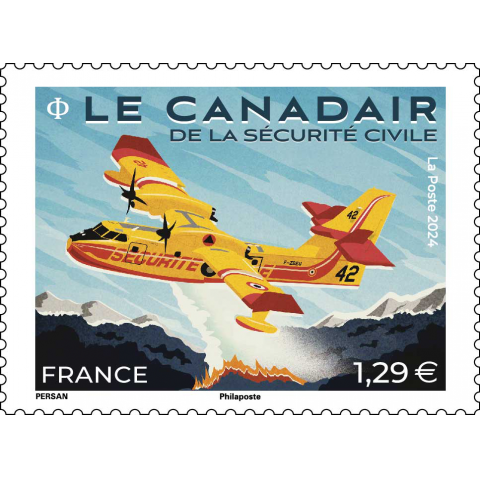 Φ LE CANADAIR
DE LA SÉCURITÉ CIVILE
La Poste 2024
42
SÉCURITÉ
42
FRANCE
1,29 €
PERSAN
Philaposte